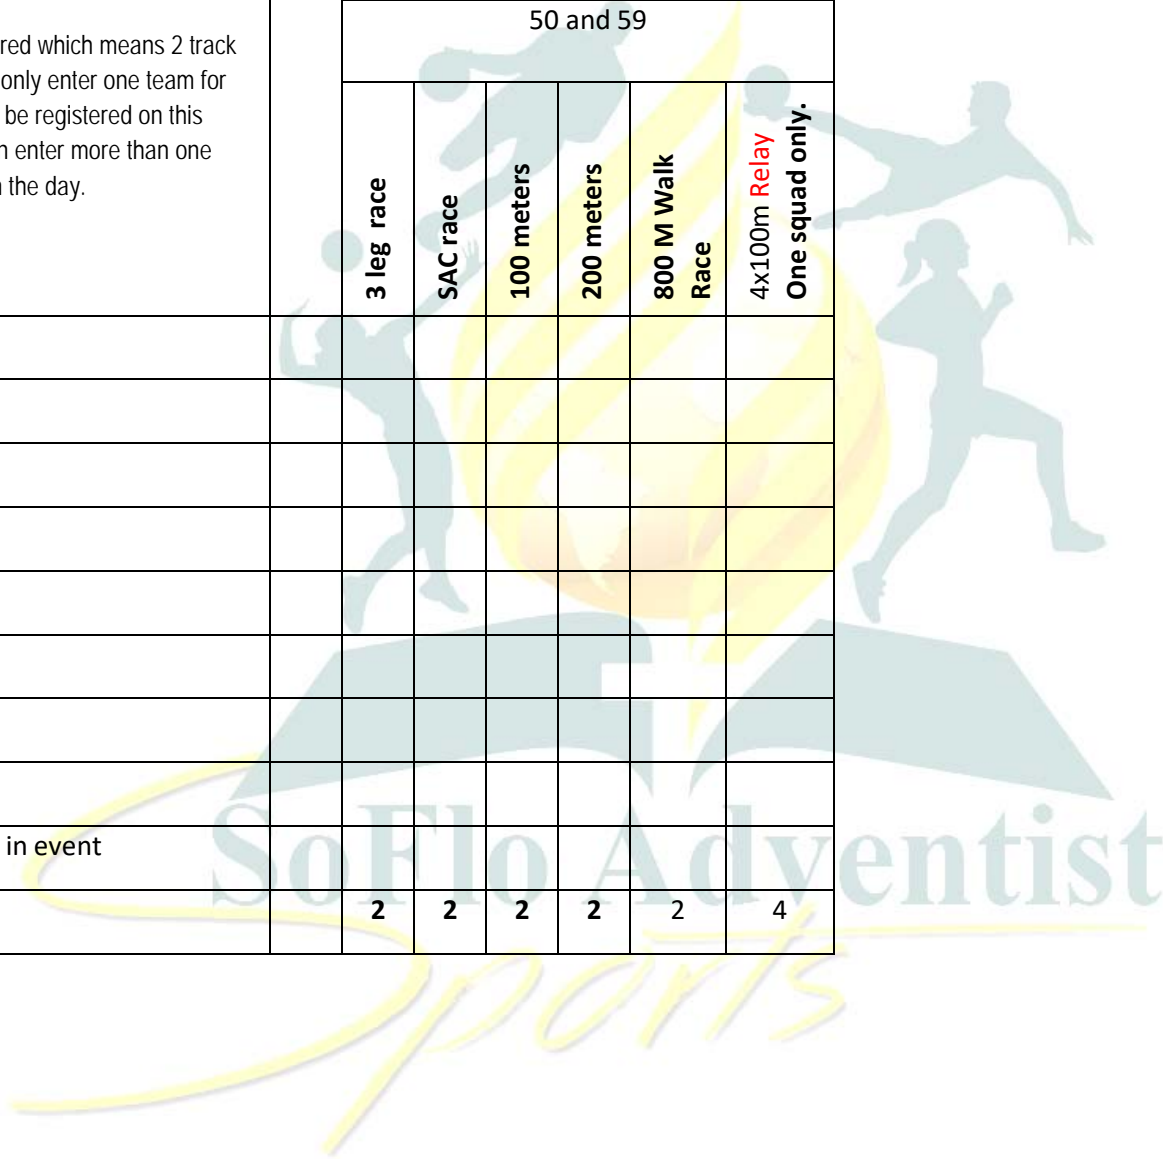 50 and 59
red which means 2 track
only enter one team for
be registered on this
n enter more than one
the day.
3 leg race
SAC race
100 meters
200 meters
800 M Walk
Race
4x100m Relay
One squad only.
in event
2 2 2 2 2 4
SoFlo Adventist
Sports